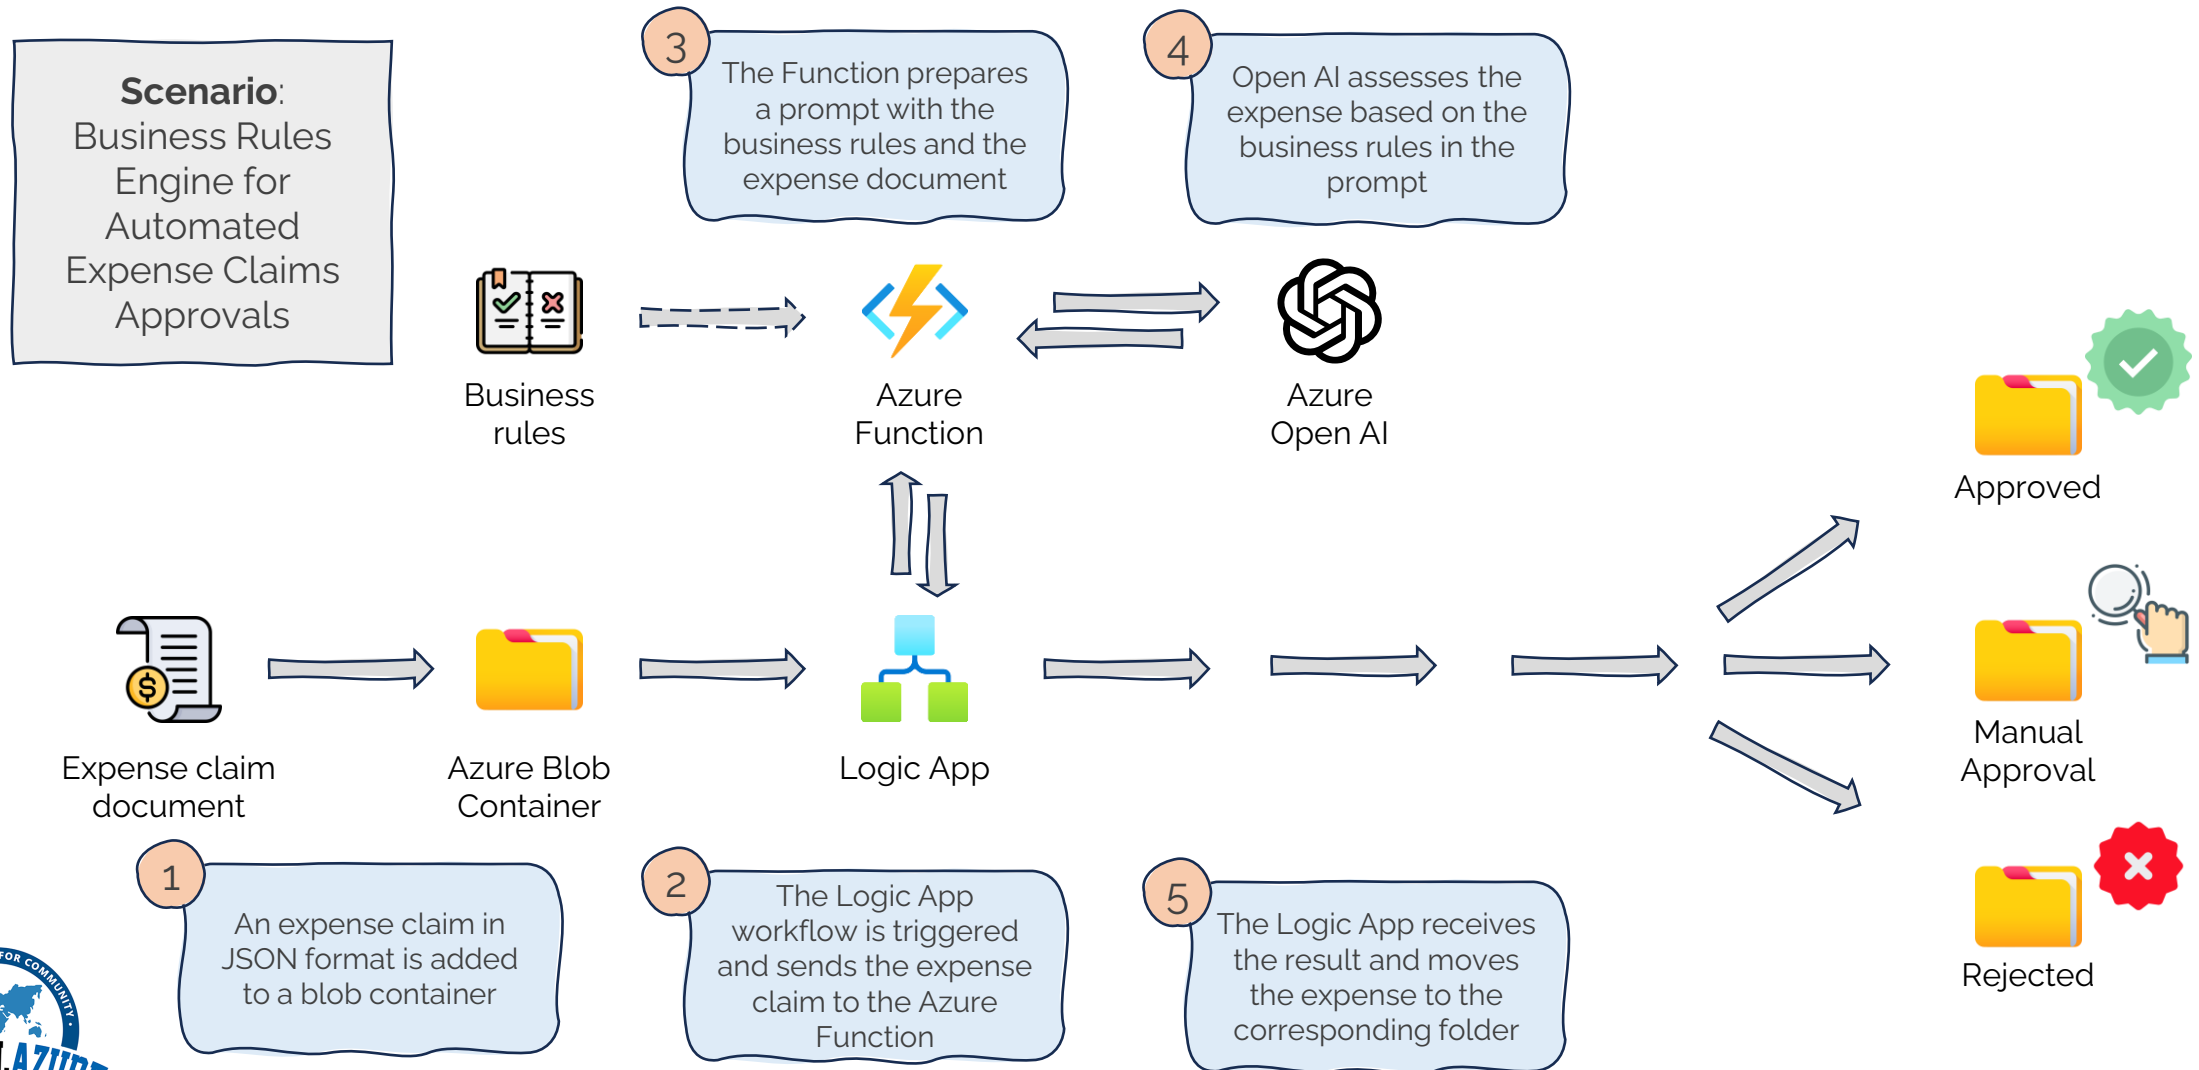 Scenario:
Business Rules
Engine for
Automated
Expense Claims
Approvals
3
The Function prepares
a prompt with the
business rules and the
expense document
4
Open AI assesses the
expense based on the
business rules in the
prompt
Business
rules
Azure
Function
Azure
Open AI
Approved
Expense claim
document
Azure Blob
Container
Logic App
Manual
Approval
Rejected
1
An expense claim in
JSON format is added
to a blob container
2
The Logic App
workflow is triggered
and sends the expense
claim to the Azure
Function
5
The Logic App receives
the result and moves
the expense to the
corresponding folder
FOR COMMUNITY •
AZURE